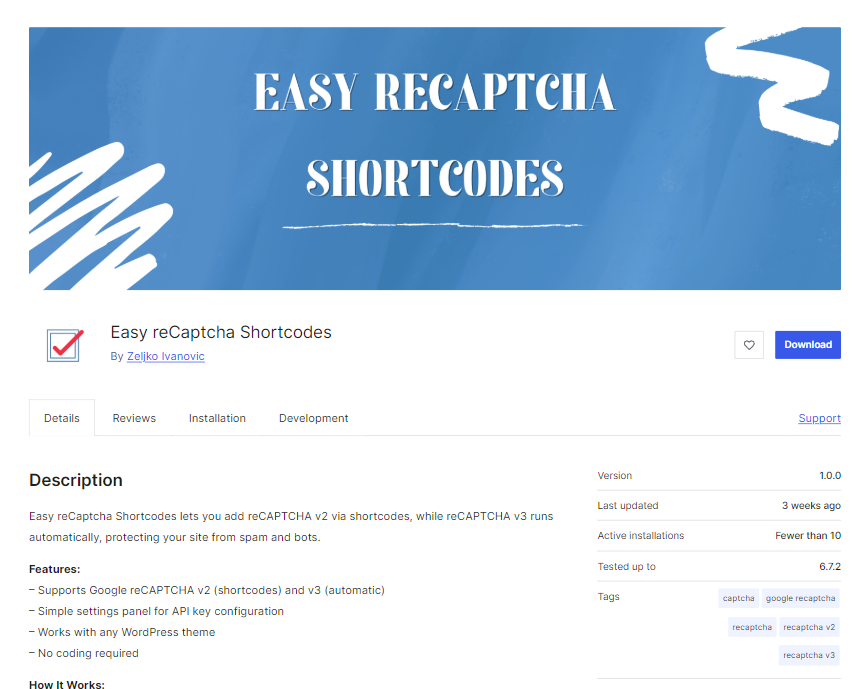 EASY RECAPTCHA
SHORTCODES
Easy reCaptcha Shortcodes
By Zeljko Ivanovic
Download
Details
Reviews
Installation
Development
Support
Description
Easy reCaptcha Shortcodes lets you add reCAPTCHA v2 via shortcodes, while reCAPTCHA v3 runs
automatically, protecting your site from spam and bots.
Features:
– Supports Google reCAPTCHA v2 (shortcodes) and v3 (automatic)
– Simple settings panel for API key configuration
– Works with any WordPress theme
– No coding required
How It Works:
Version 1.0.0
Last updated 3 weeks ago
Active installations Fewer than 10
Tested up to 6.7.2
Tags captcha google recaptcha
recaptcha recaptcha v2
recaptcha v3